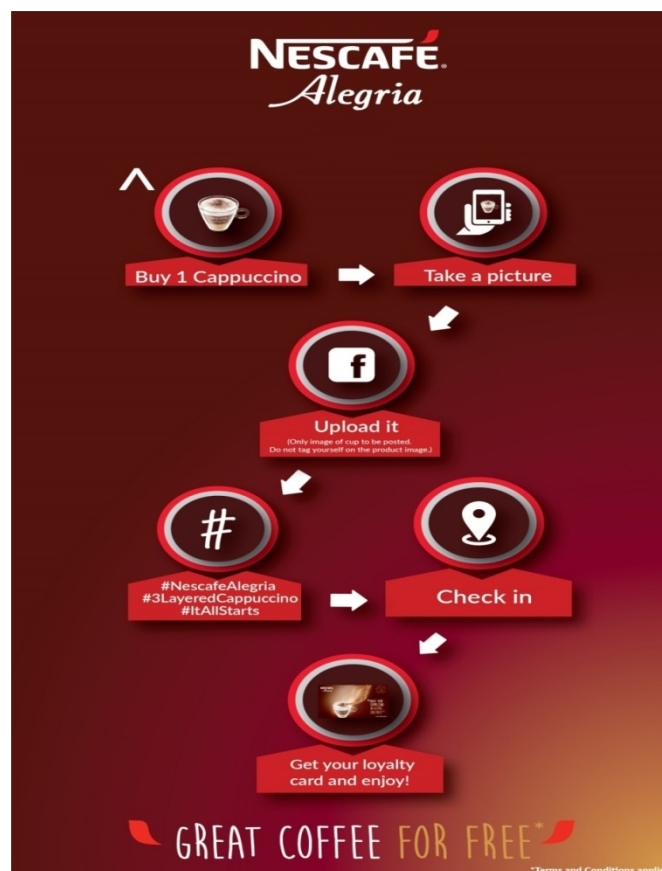 NESCAFÉ.
Alegria
^
Buy 1 Cappuccino
Take a picture
f
Upload it
(Only image of cup to be posted.
Do not tag yourself on the product image.)
#
#NescafeAlegria
#3LayeredCappuccino
#ItAllStarts
Check in
Get your loyalty
card and enjoy!
GREAT COFFEE FOR FREE*
*Terms and Conditions